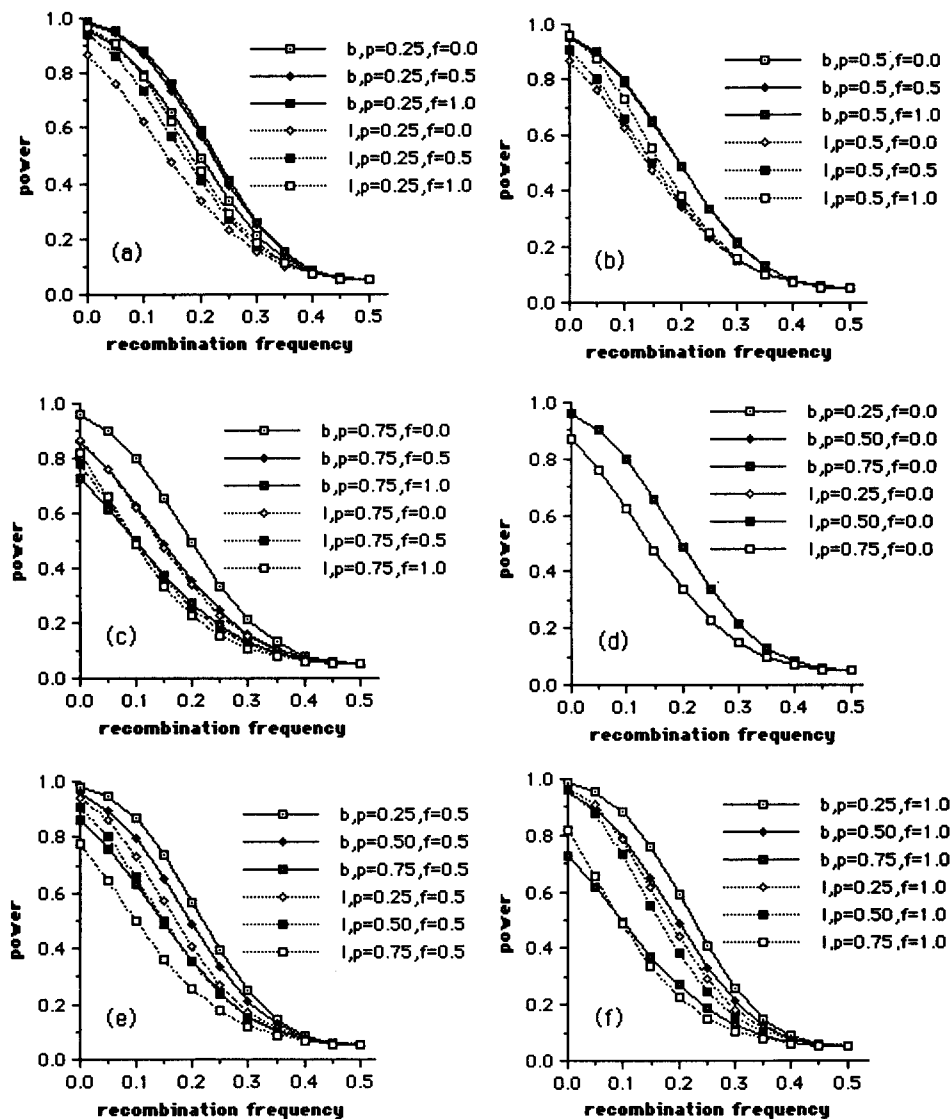 1.0
0.8
0.6
0.4
0.2
0.0
power
b,p=0.25,f=0.0
b,p=0.25,f=0.5
b,p=0.25,f=1.0
l,p=0.25,f=0.0
l,p=0.25,f=0.5
l,p=0.25,f=1.0
(a)
0.0 0.1 0.2 0.3 0.4 0.5
recombination frequency
1.0
0.8
0.6
0.4
0.2
0.0
power
b,p=0.5,f=0.0
b,p=0.5,f=0.5
b,p=0.5,f=1.0
l,p=0.5,f=0.0
l,p=0.5,f=0.5
l,p=0.5,f=1.0
(b)
0.0 0.1 0.2 0.3 0.4 0.5
recombination frequency
1.0
0.8
0.6
0.4
0.2
0.0
power
b,p=0.75,f=0.0
b,p=0.75,f=0.5
b,p=0.75,f=1.0
l,p=0.75,f=0.0
l,p=0.75,f=0.5
l,p=0.75,f=1.0
(c)
0.0 0.1 0.2 0.3 0.4 0.5
recombination frequency
1.0
0.8
0.6
0.4
0.2
0.0
power
b,p=0.25,f=0.0
b,p=0.50,f=0.0
b,p=0.75,f=0.0
l,p=0.25,f=0.0
l,p=0.50,f=0.0
l,p=0.75,f=0.0
(d)
0.0 0.1 0.2 0.3 0.4 0.5
recombination frequency
1.0
0.8
0.6
0.4
0.2
0.0
power
b,p=0.25,f=0.5
b,p=0.50,f=0.5
b,p=0.75,f=0.5
l,p=0.25,f=0.5
l,p=0.50,f=0.5
l,p=0.75,f=0.5
(e)
0.0 0.1 0.2 0.3 0.4 0.5
recombination frequency
1.0
0.8
0.6
0.4
0.2
0.0
power
b,p=0.25,f=1.0
b,p=0.50,f=1.0
b,p=0.75,f=1.0
l,p=0.25,f=1.0
l,p=0.50,f=1.0
l,p=0.75,f=1.0
(f)
0.0 0.1 0.2 0.3 0.4 0.5
recombination frequency